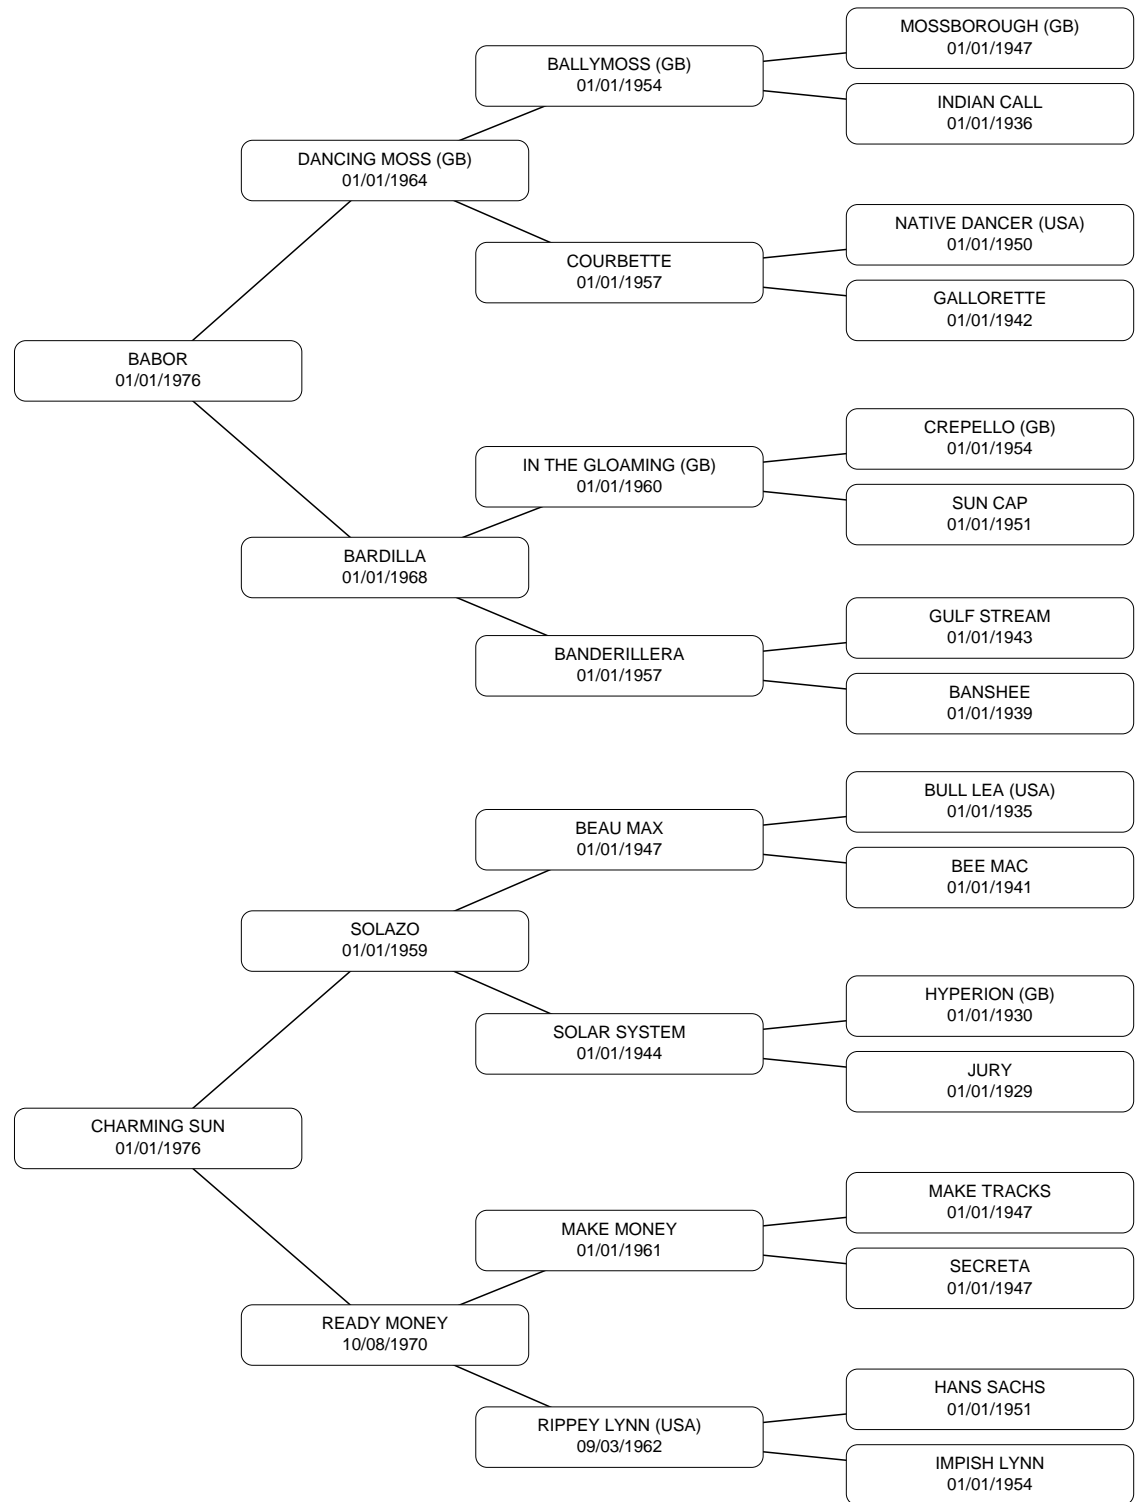 MOSSBOROUGH (GB)
01/01/1947
BALLYMOSS (GB)
01/01/1954
INDIAN CALL
01/01/1936
DANCING MOSS (GB)
01/01/1964
NATIVE DANCER (USA)
01/01/1950
COURBETTE
01/01/1957
GALLORETTE
01/01/1942
BABOR
01/01/1976
CREPELLO (GB)
01/01/1954
IN THE GLOAMING (GB)
01/01/1960
SUN CAP
01/01/1951
BARDILLA
01/01/1968
GULF STREAM
01/01/1943
BANDERILLERA
01/01/1957
BANSHEE
01/01/1939
BULL LEA (USA)
01/01/1935
BEAU MAX
01/01/1947
BEE MAC
01/01/1941
SOLAZO
01/01/1959
HYPERION (GB)
01/01/1930
SOLAR SYSTEM
01/01/1944
JURY
01/01/1929
CHARMING SUN
01/01/1976
MAKE TRACKS
01/01/1947
MAKE MONEY
01/01/1961
SECRETA
01/01/1947
READY MONEY
10/08/1970
HANS SACHS
01/01/1951
RIPPEY LYNN (USA)
09/03/1962
IMPISH LYNN
01/01/1954